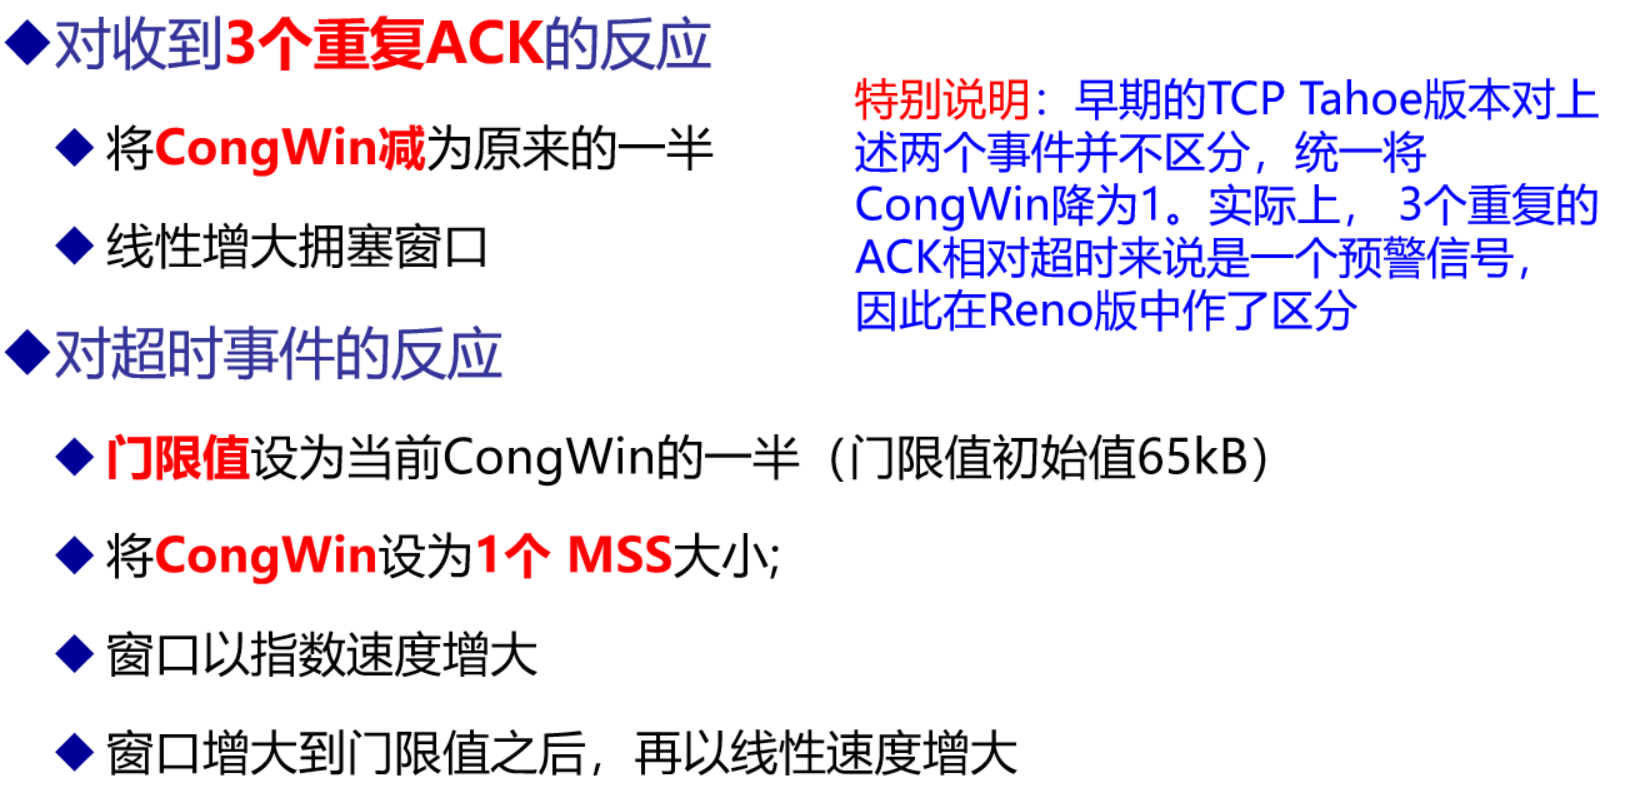 ◆对收到3个重复ACK的反应
◆将CongWin减为原来的一半
◆线性增大拥塞窗口
特别说明：早期的TCP Tahoe版本对上
述两个事件并不区分，统一将
CongWin降为1。实际上， 3个重复的
ACK相对超时来说是一个预警信号，
因此在Reno版中作了区分
◆对超时事件的反应
◆门限值设为当前CongWin的一半（门限值初始值65kB）
◆将CongWin设为1个 MSS大小;
◆窗口以指数速度增大
◆窗口增大到门限值之后，再以线性速度增大